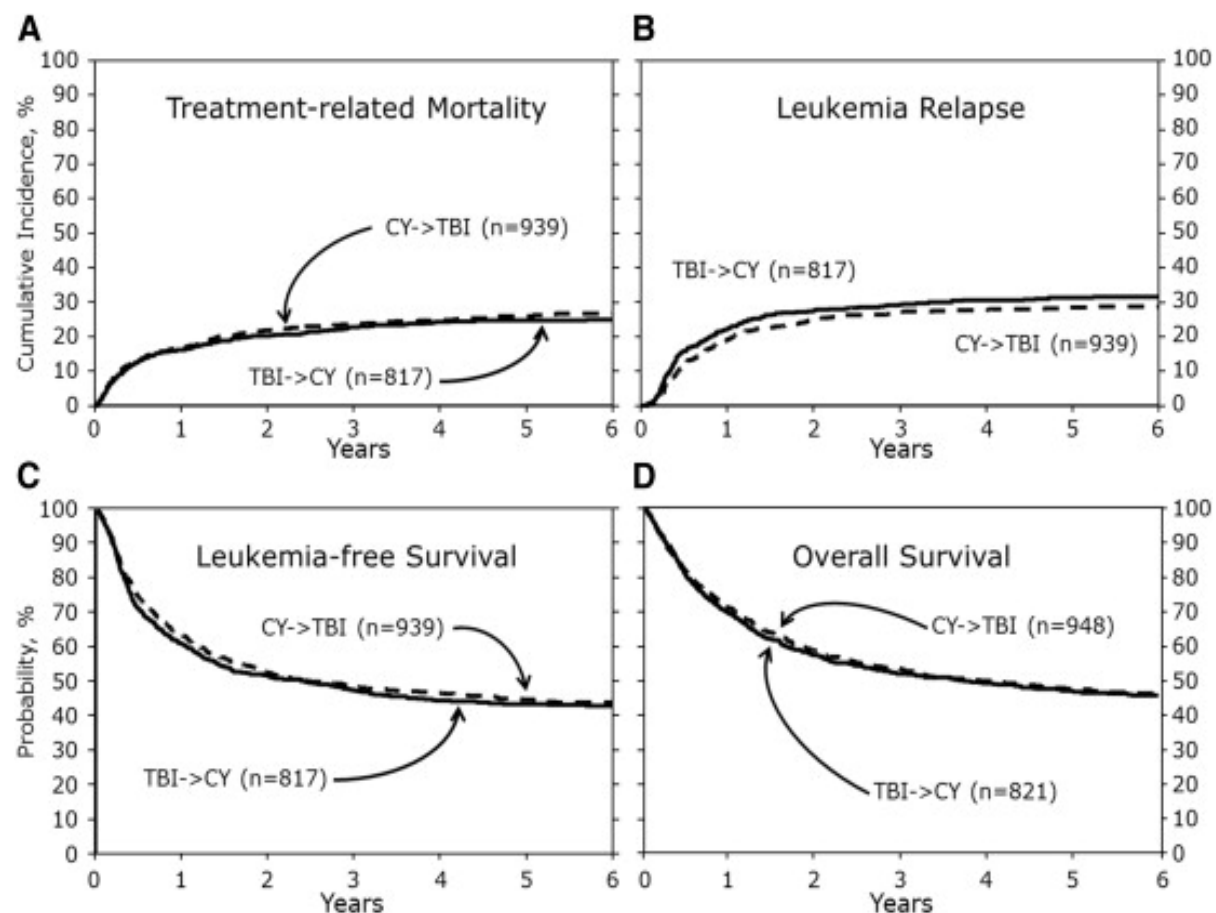 A
B
100
90
80
70
60
50
40
30
20
10
0
Cumulative Incidence, %
Treatment-related Mortality
CY->TBI (n=939)
TBI->CY (n=817)
0 1 2 3 4 5 6
Years
Leukemia Relapse
TBI->CY (n=817)
CY->TBI (n=939)
100
90
80
70
60
50
40
30
20
10
0
0 1 2 3 4 5 6
Years
C
D
100
90
80
70
60
50
40
30
20
10
0
Probability, %
Leukemia-free Survival
CY->TBI (n=939)
TBI->CY (n=817)
0 1 2 3 4 5 6
Years
Overall Survival
CY->TBI (n=948)
TBI->CY (n=821)
100
90
80
70
60
50
40
30
20
10
0
0 1 2 3 4 5 6
Years